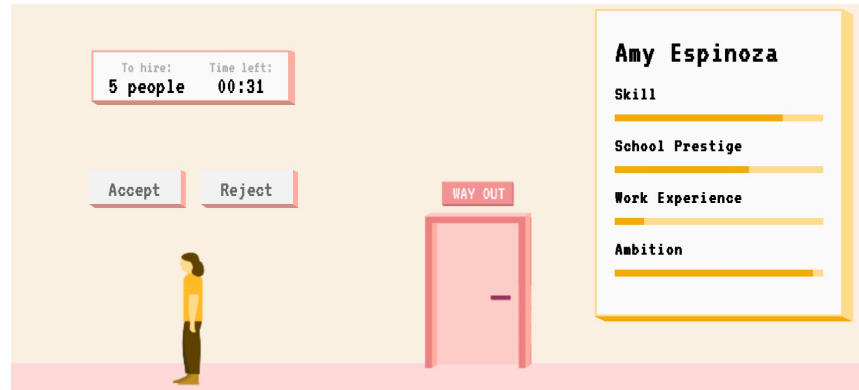 To hire: Time left:
5 people 00:31
Accept Reject
WAY OUT
Amy Espinoza
Skill
School Prestige
Work Experience
Ambition